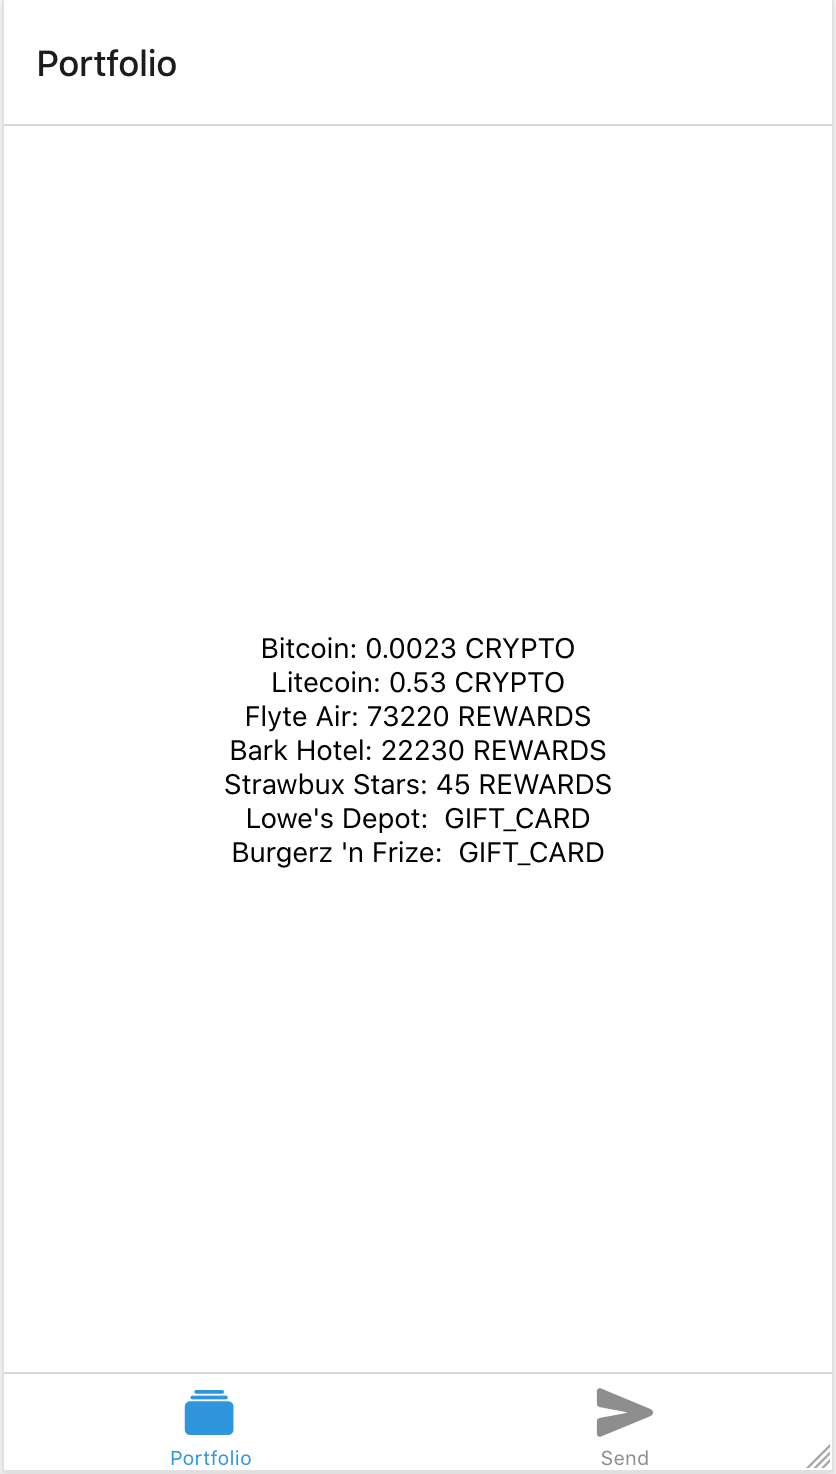 Portfolio
Bitcoin: 0.0023 CRYPTO
Litecoin: 0.53 CRYPTO
Flyte Air: 73220 REWARDS
Bark Hotel: 22230 REWARDS
Strawbux Stars: 45 REWARDS
Lowe's Depot:  GIFT_CARD
Burgerz 'n Frize:  GIFT_CARD
Portfolio
Send